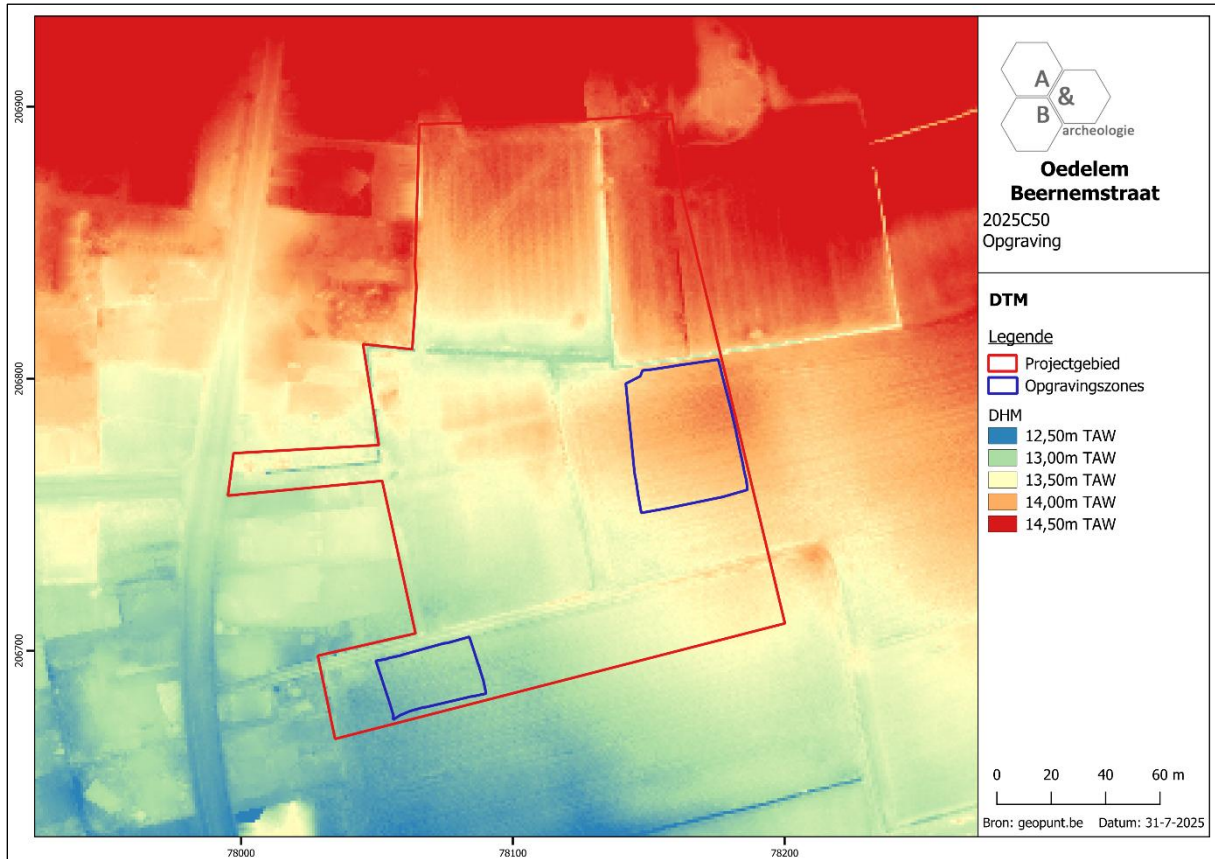 A
&
B
archeologie
Oedelem
Beernemstraat
2025C50
Opgraving
DTM
Legende
Projectgebied
Opgravingszones
DHM
12,50m TAW
13,00m TAW
13,50m TAW
14,00m TAW
14,50m TAW
0 20 40 60 m
Bron: geopunt.be Datum: 31-7-2025
206900
206800
206700
78000 78100 78200